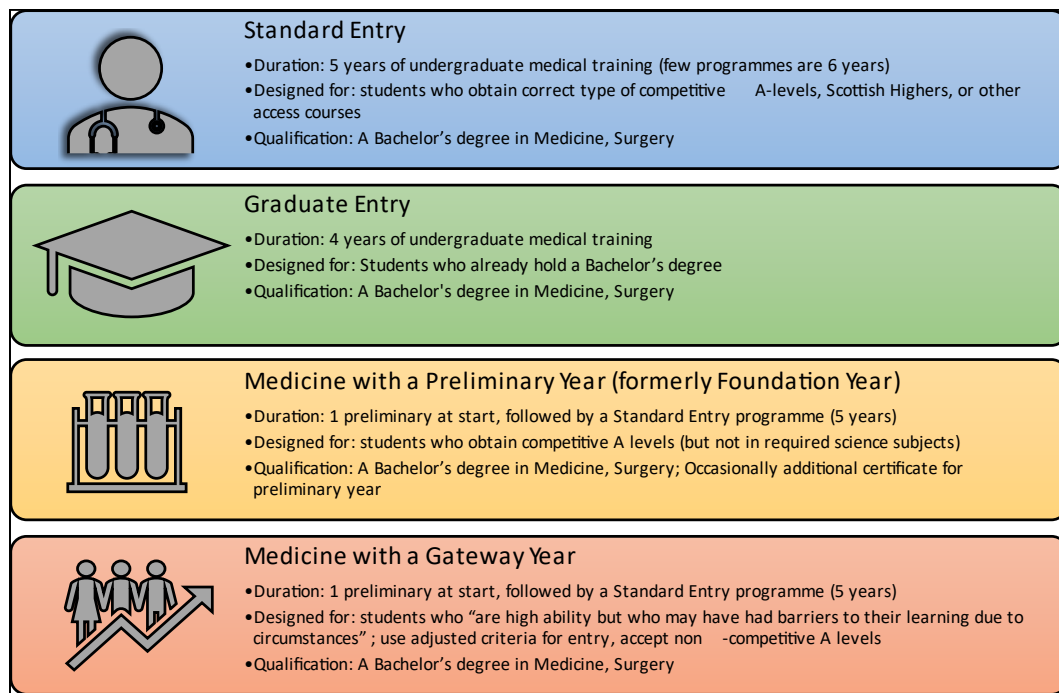 Standard Entry
•Duration: 5 years of undergraduate medical training (few programmes are 6 years)
•Designed for: students who obtain correct type of competitive A-levels, Scottish Highers, or other
access courses
•Qualification: A Bachelor’s degree in Medicine, Surgery
Graduate Entry
•Duration: 4 years of undergraduate medical training
•Designed for: Students who already hold a Bachelor’s degree
•Qualification: A Bachelor's degree in Medicine, Surgery
Medicine with a Preliminary Year (formerly Foundation Year)
•Duration: 1 preliminary at start, followed by a Standard Entry programme (5 years)
•Designed for: students who obtain competitive A levels (but not in required science subjects)
•Qualification: A Bachelor’s degree in Medicine, Surgery; Occasionally additional certificate for
preliminary year
Medicine with a Gateway Year
•Duration: 1 preliminary at start, followed by a Standard Entry programme (5 years)
•Designed for: students who “are high ability but who may have had barriers to their learning due to
circumstances” ; use adjusted criteria for entry, accept non -competitive A levels
•Qualification: A Bachelor’s degree in Medicine, Surgery